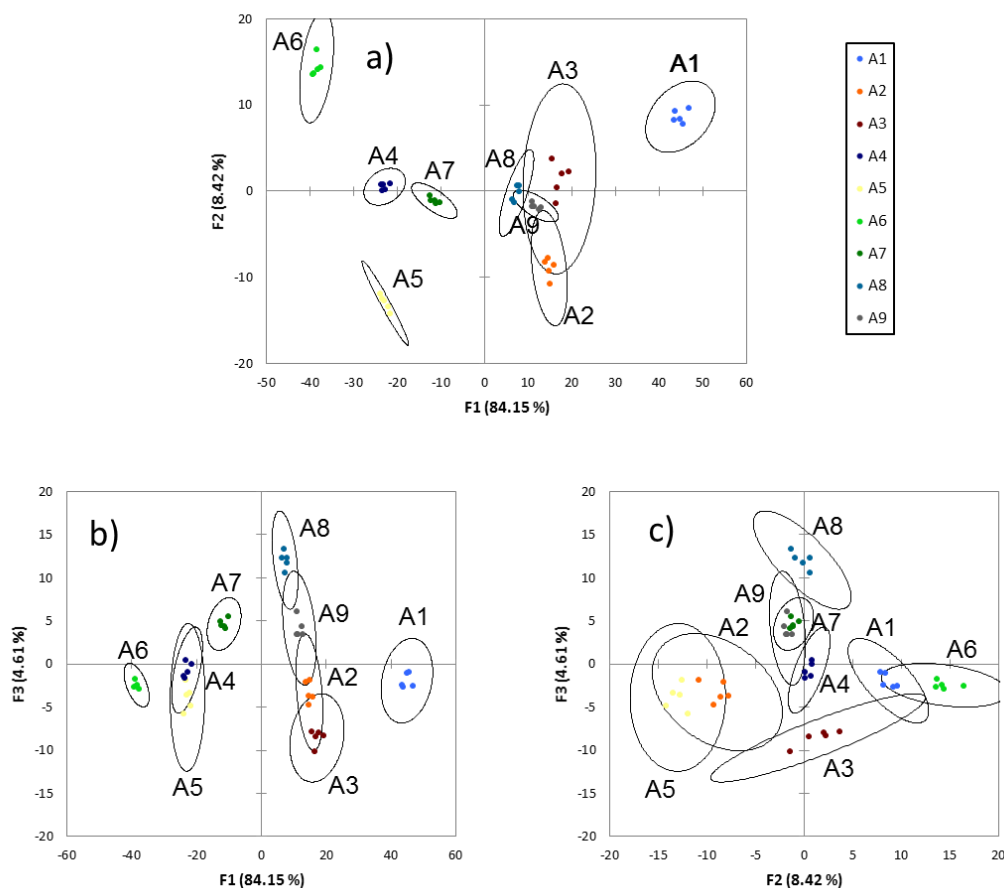 20
10
0
-10
-20
F2 (8.42 %)
a)
A6
A4
A7
A5
A8
A3
A1
A9
A2
-50 -40 -30 -20 -10 0 10 20 30 40 50 60
F1 (84.15 %)
A1
A2
A3
A4
A5
A6
A7
A8
A9
20
15
10
5
0
-5
-10
-15
-20
F3 (4.61 %)
b)
A8
A7
A9
A1
A6
A4
A2
A5
A3
-60 -40 -20 0 20 40 60
F1 (84.15 %)
20
15
10
5
0
-5
-10
-15
-20
F3 (4.61 %)
c)
A8
A9
A7
A2
A1
A6
A4
A5
A3
-20 -15 -10 -5 0 5 10 15 20
F2 (8.42 %)